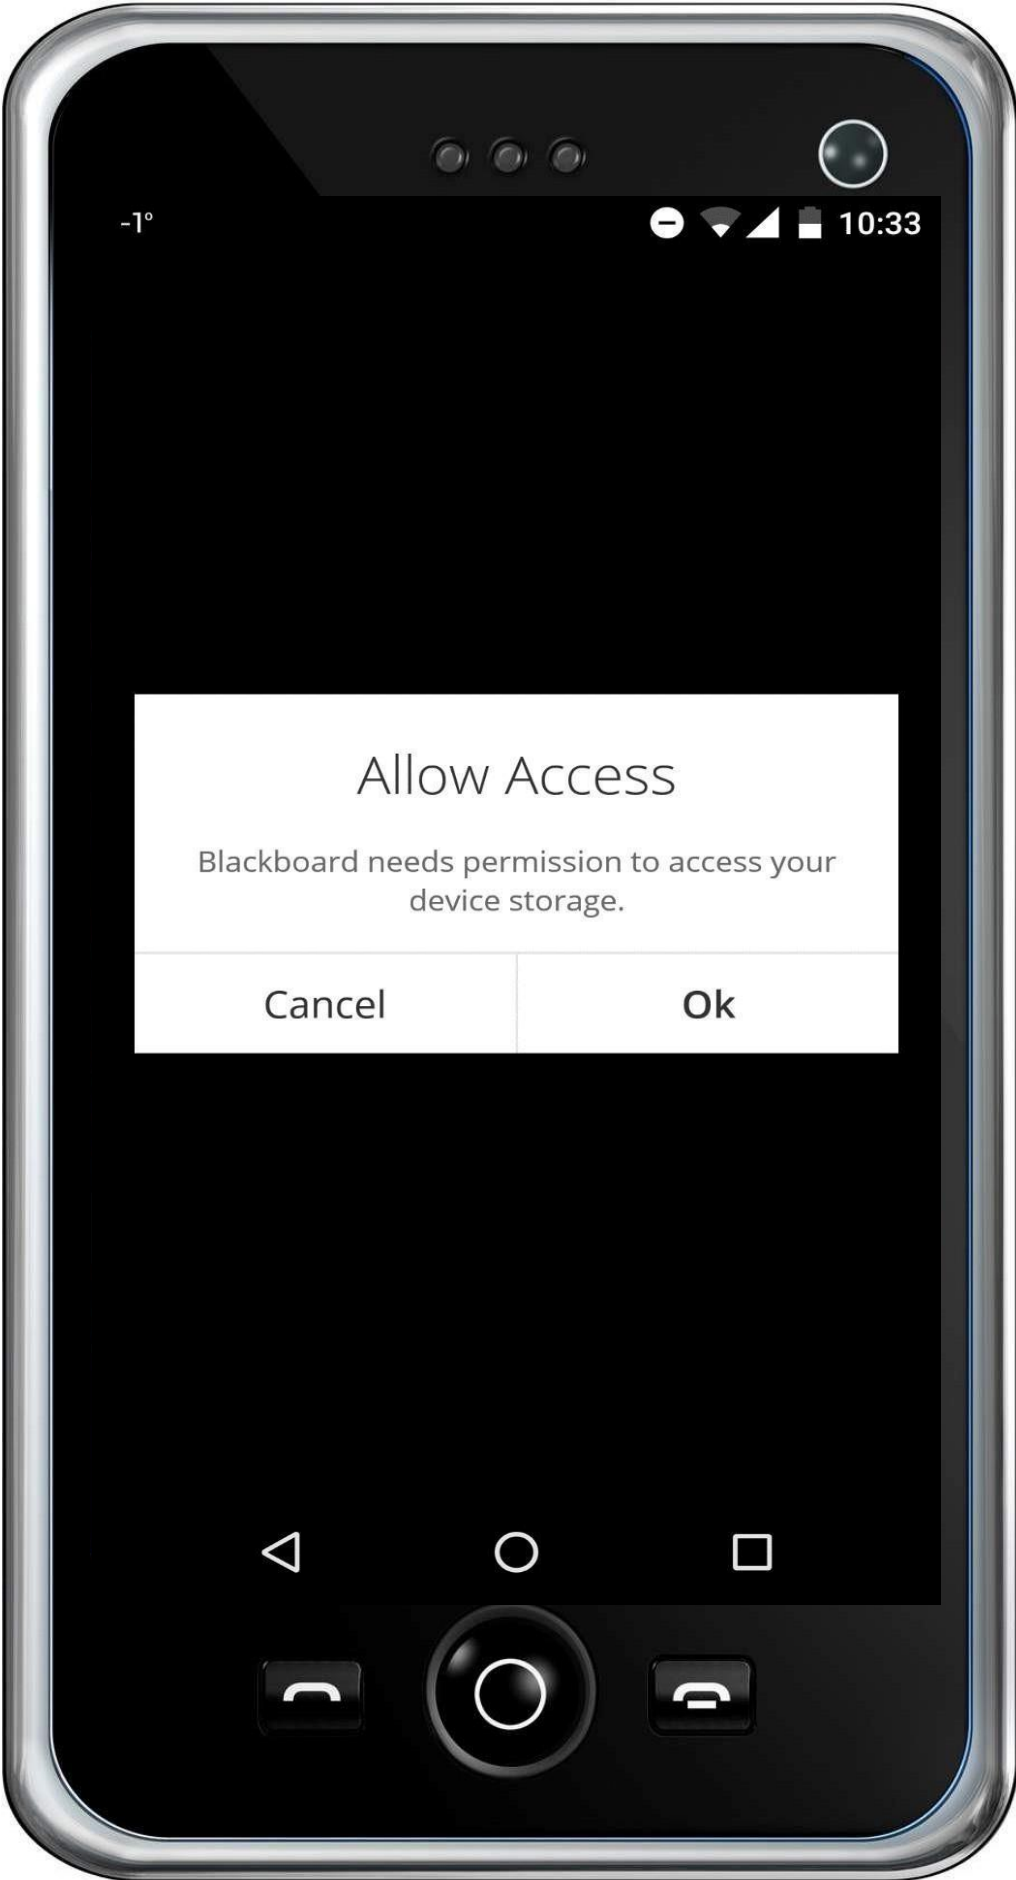 -1° 10:33
Allow Access
Blackboard needs permission to access your
device storage.
Cancel Ok